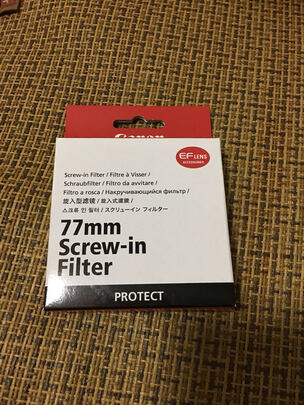 Canon
EF LENS
ACCESSORIES
Screw-in Filter / Filtre à Visser /
Schraubfilter / Filtro da avvitare /
Filtro a rosca / Накручивающийся фильтр /
旋入型滤镜 / 旋入式濾鏡 /
스크류 인 필터 / スクリューイン フィルター
77mm
Screw-in
Filter
PROTECT